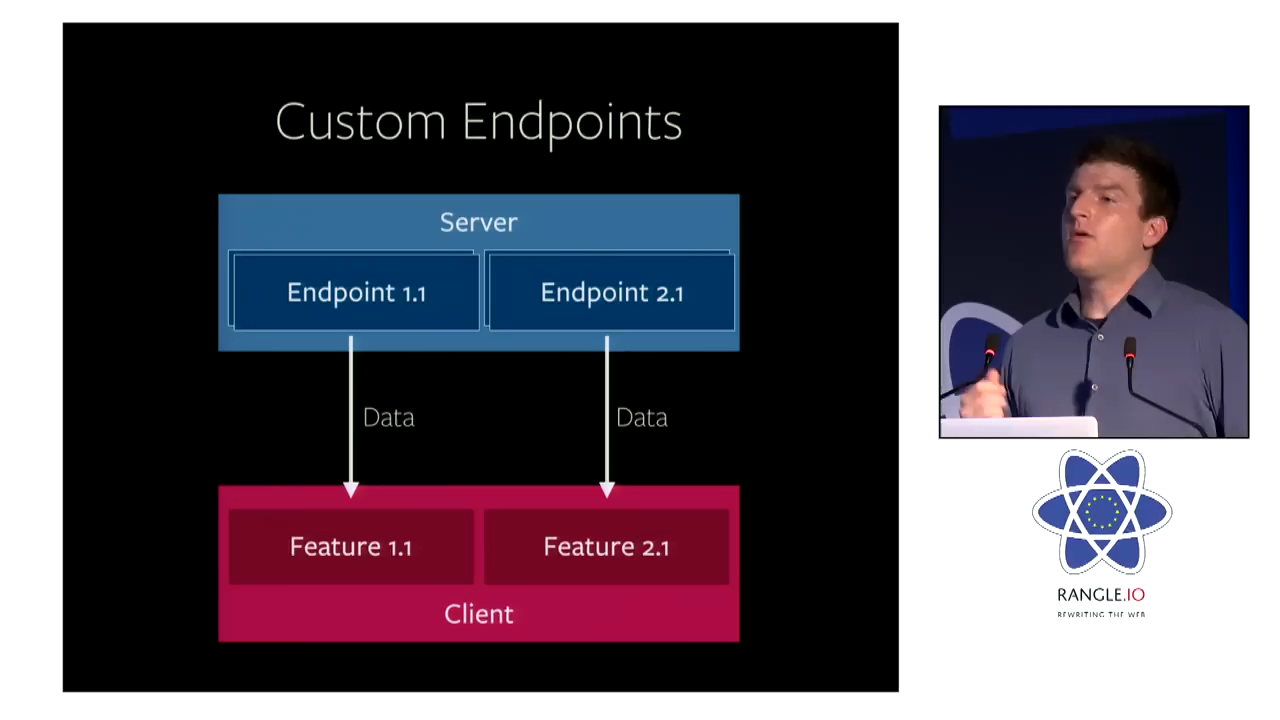 Custom Endpoints
Server
Endpoint 1.1
Endpoint 2.1
Data
Data
Feature 1.1
Feature 2.1
Client
RANGLE.IO
REWRITING THE WEB